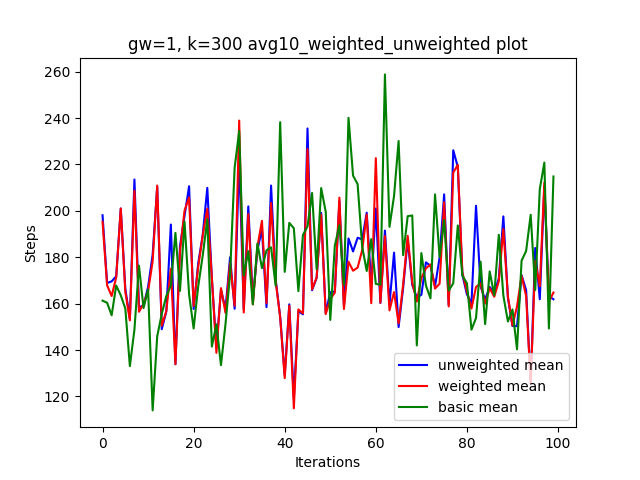 gw=1, k=300 avg10_weighted_unweighted plot
260
240
220
200
180
160
140
120
Steps
0 20 40 60 80 100
Iterations
unweighted mean
weighted mean
basic mean